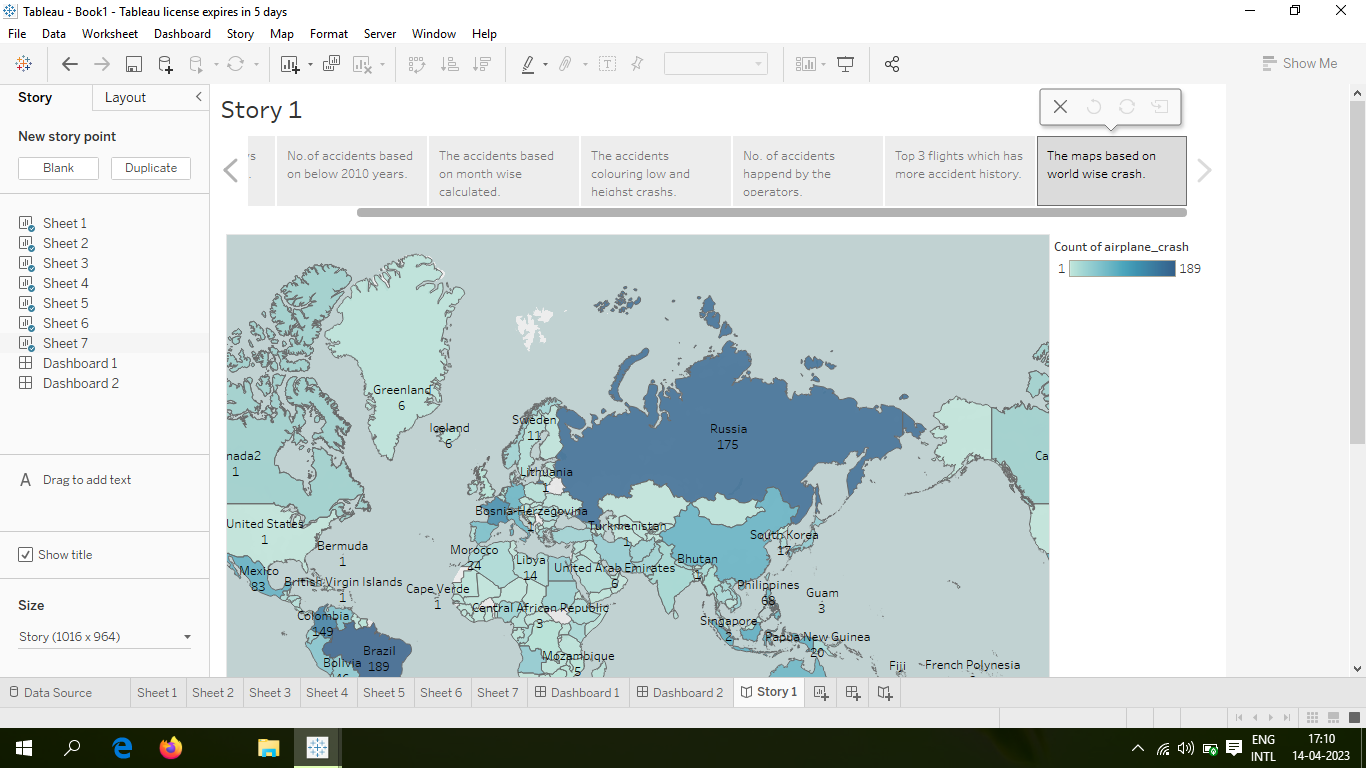 Tableau - Book1 - Tableau license expires in 5 days
File Data Worksheet Dashboard Story Map Format Server Window Help
Show Me
Story Layout
New story point
Blank Duplicate
Sheet 1
Sheet 2
Sheet 3
Sheet 4
Sheet 5
Sheet 6
Sheet 7
Dashboard 1
Dashboard 2
A Drag to add text
Show title
Size
Story (1016 x 964)
Story 1
No.of accidents based
on below 2010 years.
The accidents based
on month wise
calculated.
The accidents
colouring low and
heighst crashs.
No. of accidents
happend by the
operators.
Top 3 flights which has
more accident history.
The maps based on
world wise crash.
Count of airplane_crash
1 189
Greenland
6
Iceland
6
Sweden
11
Russia
175
nada2
1
Ca
Lithuania
1
United States
1
Bosnia-Herzegovina
1
Turkmenistan
1
South Korea
17
Bermuda
1
Morocco
24
Libya
14
United Arab Emirates
6
Bhutan
Mexico
83
British Virgin Islands
1
Cape Verde
1
Philippines
68
Guam
3
Colombia
149
Central African Republic
3
Singapore
2
Papua New Guinea
20
Brazil
189
Bolivia
Mozambique
5
Fiji
French Polynesia
Data Source Sheet 1 Sheet 2 Sheet 3 Sheet 4 Sheet 5 Sheet 6 Sheet 7 Dashboard 1 Dashboard 2 Story 1
ENG
INTL
17:10
14-04-2023